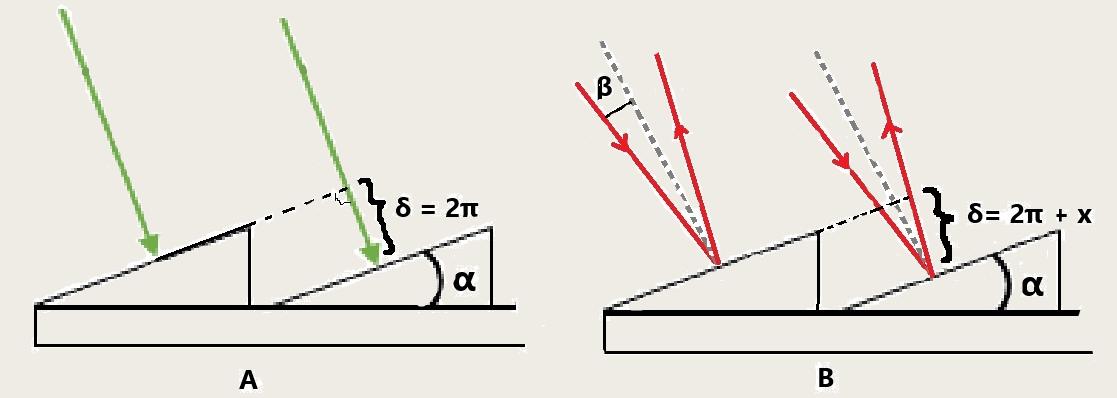 δ = 2π
α
A
β
δ= 2π + x
α
B